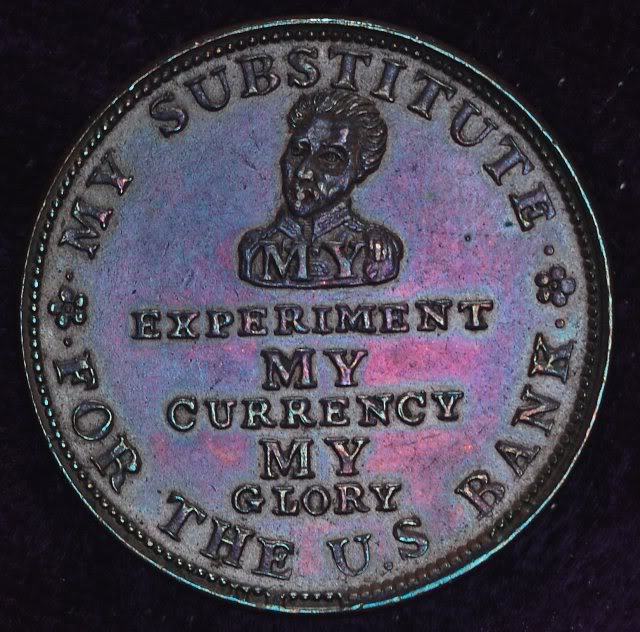 MY SUBSTITUTE
FOR THE U.S BANK
MY
EXPERIMENT
MY
CURRENCY
MY
GLORY